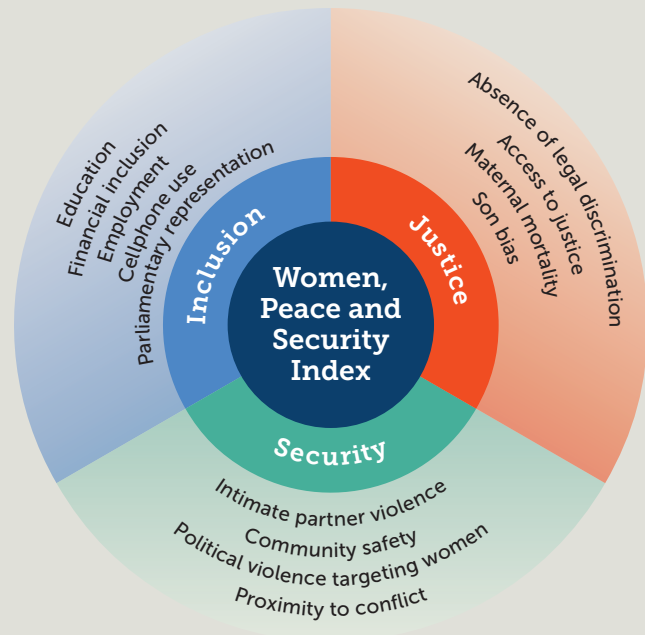 Women,
Peace and
Security
Index
Inclusion
Education
Financial inclusion
Employment
Cellphone use
Parliamentary representation
Justice
Absence of legal discrimination
Access to justice
Maternal mortality
Son bias
Security
Intimate partner violence
Community safety
Political violence targeting women
Proximity to conflict